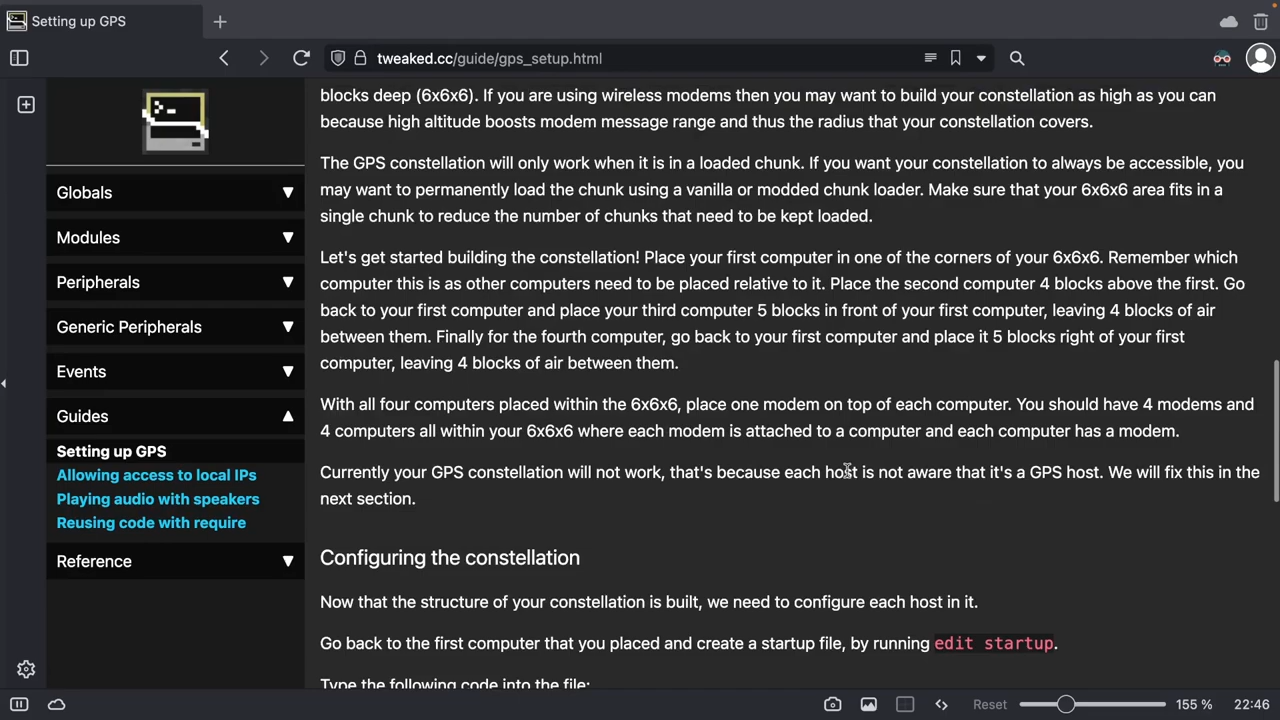 Setting up GPS
tweaked.cc/guide/gps_setup.html
Globals
Modules
Peripherals
Generic Peripherals
Events
Guides
Setting up GPS
Allowing access to local IPs
Playing audio with speakers
Reusing code with require
Reference
blocks deep (6x6x6). If you are using wireless modems then you may want to build your constellation as high as you can
because high altitude boosts modem message range and thus the radius that your constellation covers.
The GPS constellation will only work when it is in a loaded chunk. If you want your constellation to always be accessible, you
may want to permanently load the chunk using a vanilla or modded chunk loader. Make sure that your 6x6x6 area fits in a
single chunk to reduce the number of chunks that need to be kept loaded.
Let's get started building the constellation! Place your first computer in one of the corners of your 6x6x6. Remember which
computer this is as other computers need to be placed relative to it. Place the second computer 4 blocks above the first. Go
back to your first computer and place your third computer 5 blocks in front of your first computer, leaving 4 blocks of air
between them. Finally for the fourth computer, go back to your first computer and place it 5 blocks right of your first
computer, leaving 4 blocks of air between them.
With all four computers placed within the 6x6x6, place one modem on top of each computer. You should have 4 modems and
4 computers all within your 6x6x6 where each modem is attached to a computer and each computer has a modem.
Currently your GPS constellation will not work, that's because each host is not aware that it's a GPS host. We will fix this in the
next section.
Configuring the constellation
Now that the structure of your constellation is built, we need to configure each host in it.
Go back to the first computer that you placed and create a startup file, by running edit startup.
Type the following code into the file:
Reset
155 %
22:46